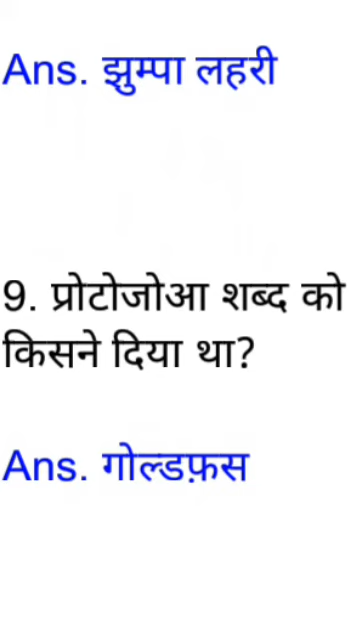 Ans. झुम्पा लहरी
9. प्रोटोजोआ शब्द को
किसने दिया था?
Ans. गोल्डफ़स